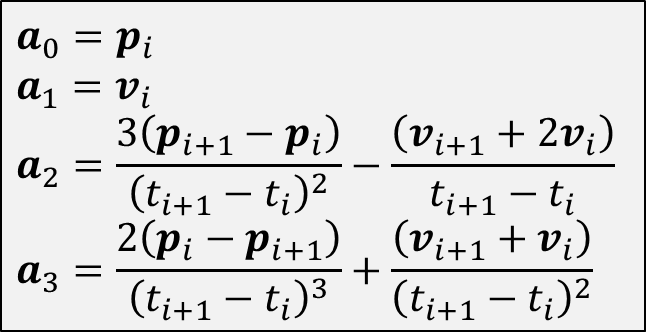 𝒂₀ = 𝒑ᵢ
𝒂₁ = 𝒗ᵢ
𝒂₂ = 3(𝒑ᵢ₊₁ − 𝒑ᵢ)/(tᵢ₊₁ − tᵢ)² − (𝒗ᵢ₊₁ + 2𝒗ᵢ)/(tᵢ₊₁ − tᵢ)
𝒂₃ = 2(𝒑ᵢ − 𝒑ᵢ₊₁)/(tᵢ₊₁ − tᵢ)³ + (𝒗ᵢ₊₁ + 𝒗ᵢ)/(tᵢ₊₁ − tᵢ)²